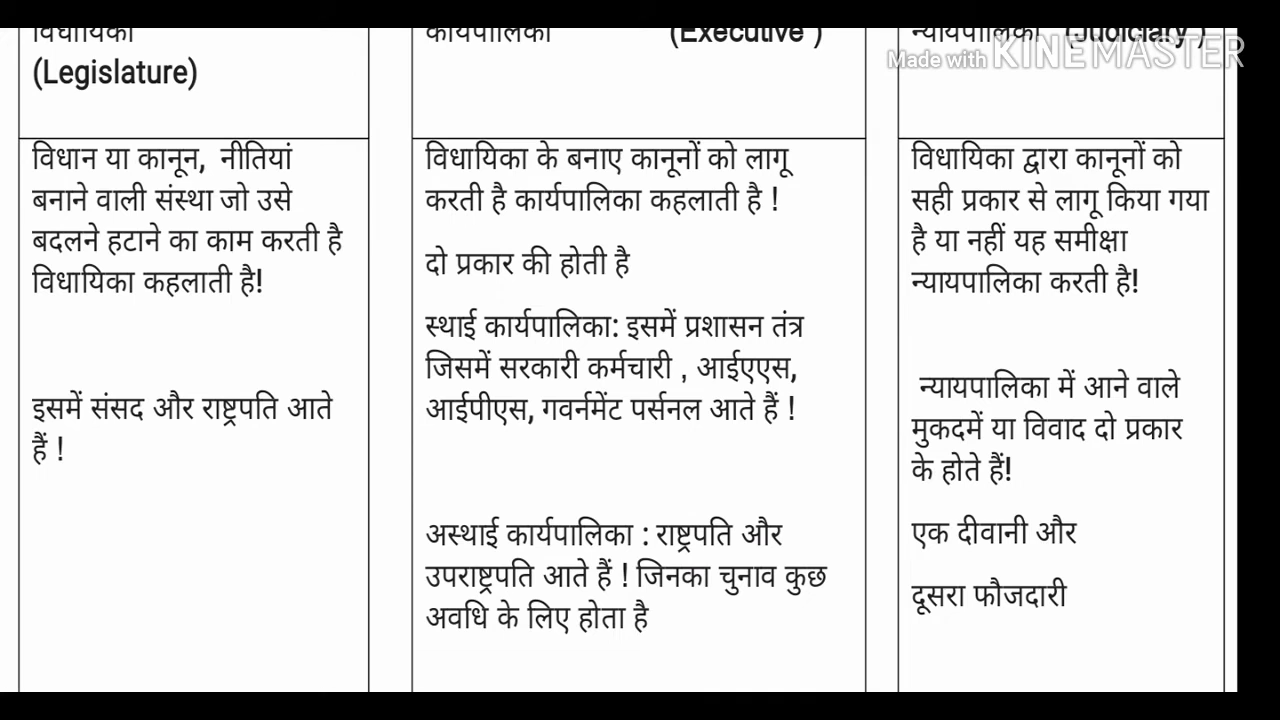 विधायिका
(Legislature)
विधान या कानून, नीतियां
बनाने वाली संस्था जो उसे
बदलने हटाने का काम करती है
विधायिका कहलाती है!
इसमें संसद और राष्ट्रपति आते
हैं !
कार्यपालिका (Executive )
विधायिका के बनाए कानूनों को लागू
करती है कार्यपालिका कहलाती है !
दो प्रकार की होती है
स्थाई कार्यपालिका: इसमें प्रशासन तंत्र
जिसमें सरकारी कर्मचारी , आईएएस,
आईपीएस, गवर्नमेंट पर्सनल आते हैं !
अस्थाई कार्यपालिका : राष्ट्रपति और
उपराष्ट्रपति आते हैं ! जिनका चुनाव कुछ
अवधि के लिए होता है
न्यायपालिका (Judiciary )
Made with KINEMASTER
विधायिका द्वारा कानूनों को
सही प्रकार से लागू किया गया
है या नहीं यह समीक्षा
न्यायपालिका करती है!
न्यायपालिका में आने वाले
मुकदमें या विवाद दो प्रकार
के होते हैं!
एक दीवानी और
दूसरा फौजदारी